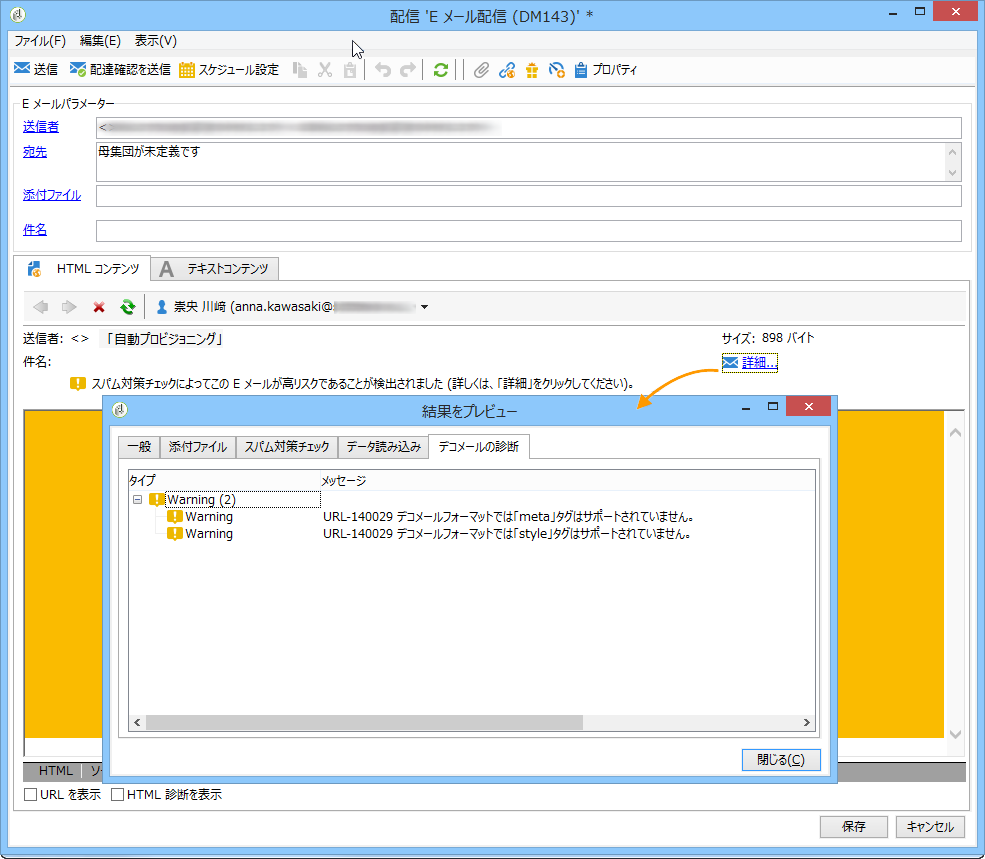 配信 'E メール配信 (DM143)' *
ファイル(F) 編集(E) 表示(V)
送信 配達確認を送信 スケジュール設定 プロパティ
E メールパラメーター
送信者 <
宛先 母集団が未定義です
添付ファイル
件名
HTML コンテンツ テキストコンテンツ
崇央 川﨑 (anna.kawasaki@
送信者: <> 「自動プロビジョニング」 サイズ: 898 バイト
件名: 詳細...
スパム対策チェックによってこの E メールが高リスクであることが検出されました (詳しくは、「詳細」をクリックしてください)。
結果をプレビュー
一般 添付ファイル スパム対策チェック データ読み込み デコメールの診断
タイプ メッセージ
Warning (2)
Warning URL-140029 デコメールフォーマットでは「meta」タグはサポートされていません。
Warning URL-140029 デコメールフォーマットでは「style」タグはサポートされていません。
閉じる(C)
HTML ソ
URL を表示 HTML 診断を表示
保存 キャンセル